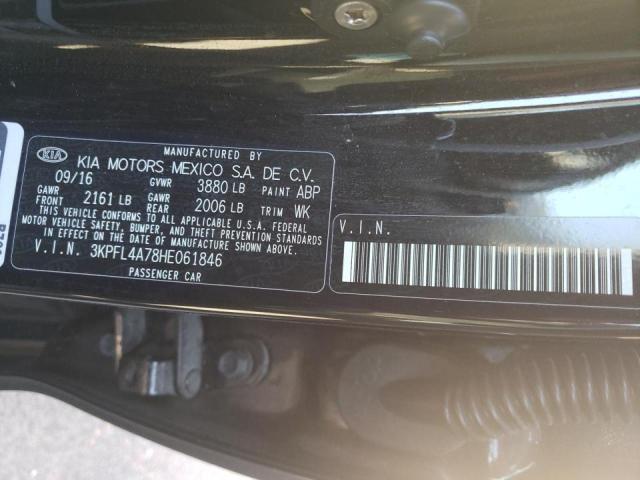 MANUFACTURED BY
KIA KIA MOTORS MEXICO S.A. DE C.V.
09/16 GVWR 3880 LB PAINT ABP
GAWR FRONT 2161 LB GAWR REAR 2006 LB TRIM WK
THIS VEHICLE CONFORMS TO ALL APPLICABLE U.S.A. FEDERAL
MOTOR VEHICLE SAFETY, BUMPER, AND THEFT PREVENTION STANDARDS
IN EFFECT ON THE DATE OF MANUFACTURE SHOWN ABOVE.
V.I.N. 3KPFL4A78HE061846
PASSENGER CAR
V.I.N.